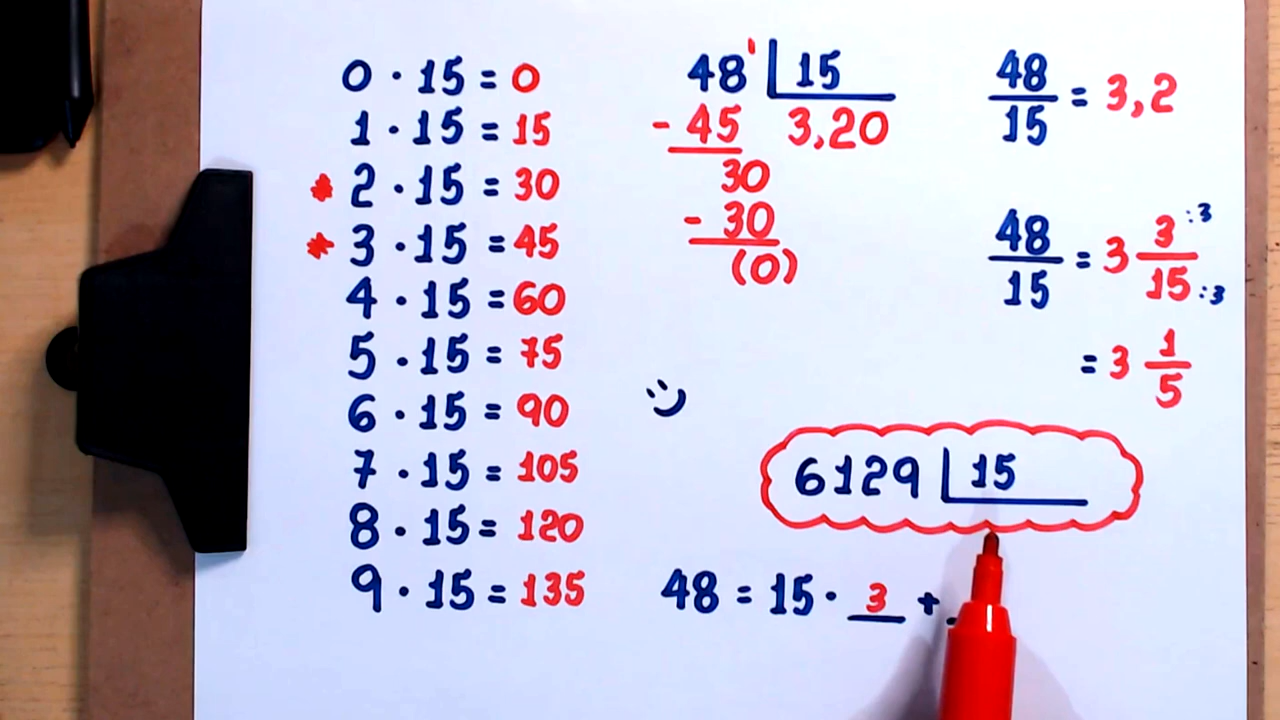 0 · 15 = 0
1 · 15 = 15
* 2 · 15 = 30
* 3 · 15 = 45
4 · 15 = 60
5 · 15 = 75
6 · 15 = 90
7 · 15 = 105
8 · 15 = 120
9 · 15 = 135
48' 15
- 45 3,20
30
- 30
(0)
48/15 = 3,2
48/15 = 3 3/15 :3 :3
= 3 1/5
6129 15
48 = 15 · 3 +